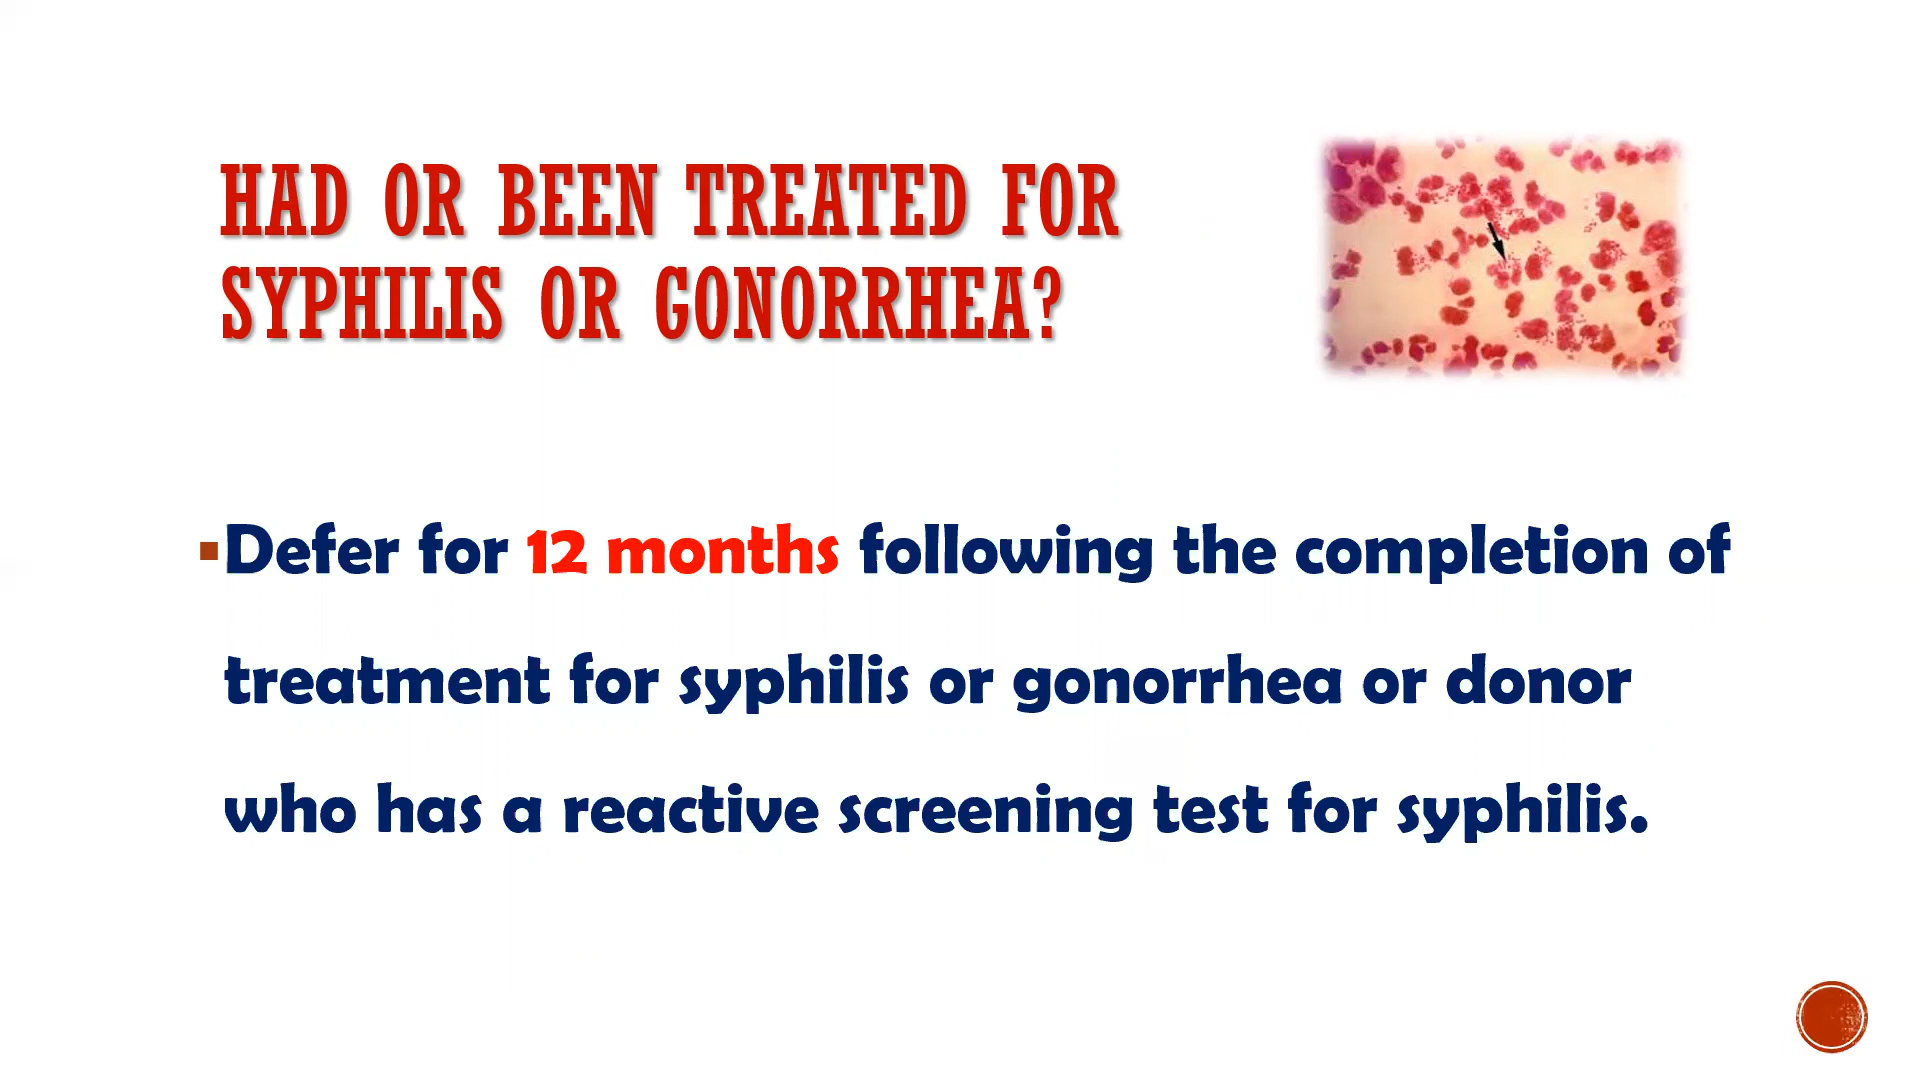 HAD OR BEEN TREATED FOR
SYPHILIS OR GONORRHEA?
▪Defer for 12 months following the completion of
treatment for syphilis or gonorrhea or donor
who has a reactive screening test for syphilis.